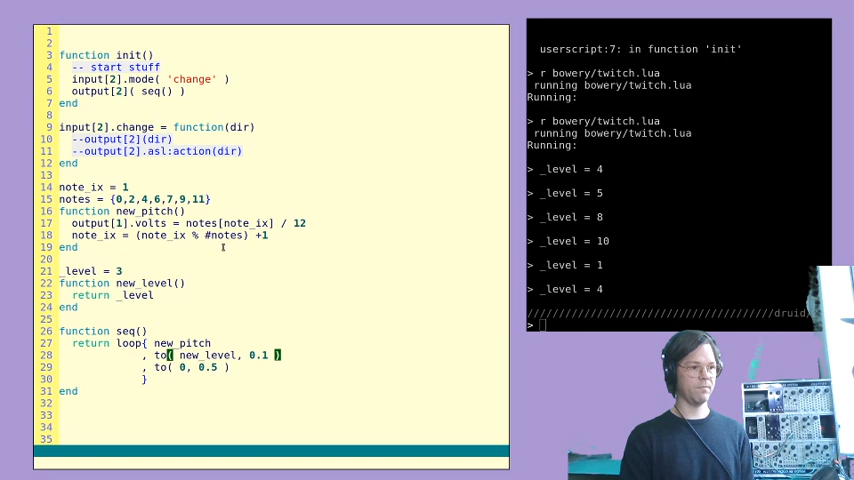 1
2
3 function init()
4 -- start stuff
5 input[2].mode( 'change' )
6 output[2]( seq() )
7 end
8
9 input[2].change = function(dir)
10 --output[2](dir)
11 --output[2].asl:action(dir)
12 end
13
14 note_ix = 1
15 notes = {0,2,4,6,7,9,11}
16 function new_pitch()
17 output[1].volts = notes[note_ix] / 12
18 note_ix = (note_ix % #notes) +1
19 end
20
21 _level = 3
22 function new_level()
23 return _level
24 end
25
26 function seq()
27 return loop{ new_pitch
28 , to( new_level, 0.1 )
29 , to( 0, 0.5 )
30 }
31 end
32
33
34
35
userscript:7: in function 'init'
> r bowery/twitch.lua
running bowery/twitch.lua
Running:
> r bowery/twitch.lua
running bowery/twitch.lua
Running:
> _level = 4
> _level = 5
> _level = 8
> _level = 10
> _level = 1
> _level = 4
////////////////////////////////////////druid/
>